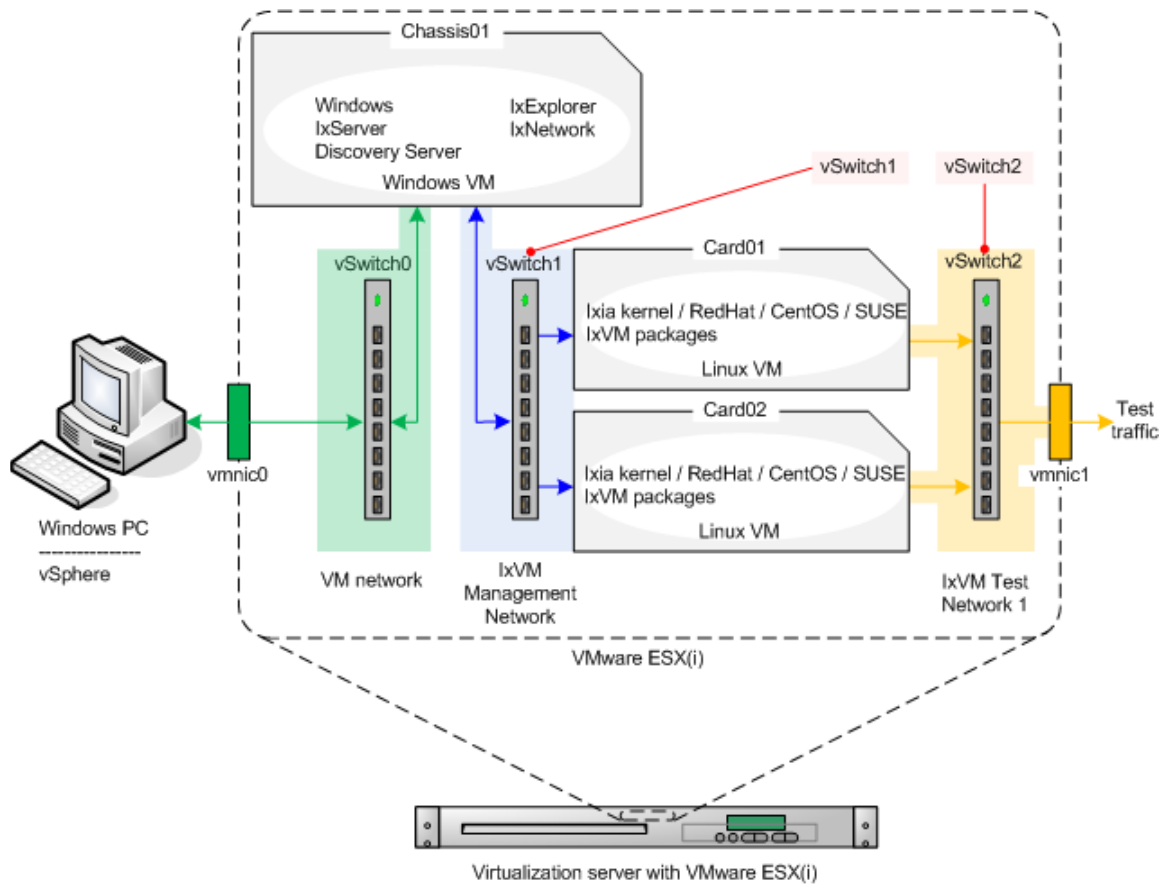 Chassis01
Windows
IxServer
Discovery Server
IxExplorer
IxNetwork
Windows VM
vSwitch1
vSwitch2
vSwitch0
vSwitch1
Card01
vSwitch2
Ixia kernel / RedHat / CentOS / SUSE
IxVM packages
Linux VM
Card02
Ixia kernel / RedHat / CentOS / SUSE
IxVM packages
Linux VM
Test
traffic
vmnic0
vmnic1
Windows PC
----------------
vSphere
VM network
IxVM
Management
Network
IxVM Test
Network 1
VMware ESX(i)
Virtualization server with VMware ESX(i)